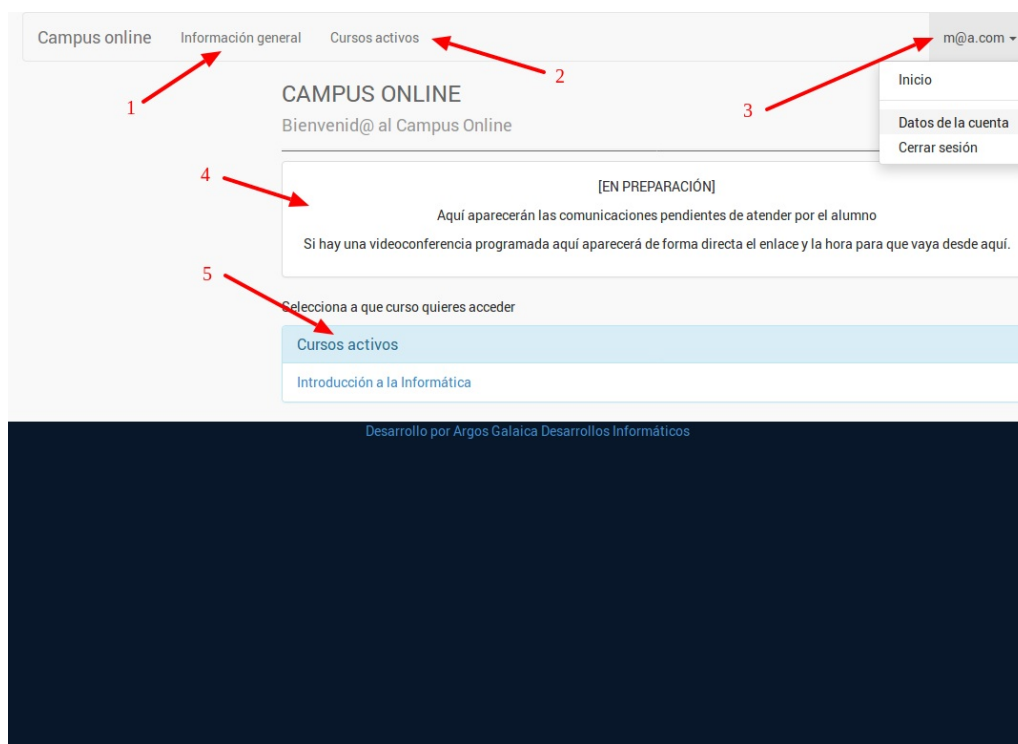 Campus online Información general Cursos activos m@a.com
1
2
3
Inicio
CAMPUS ONLINE
Bienvenid@ al Campus Online
Datos de la cuenta
Cerrar sesión
4
[EN PREPARACIÓN]
Aquí aparecerán las comunicaciones pendientes de atender por el alumno
Si hay una videoconferencia programada aquí aparecerá de forma directa el enlace y la hora para que vaya desde aquí.
5
Selecciona a que curso quieres acceder
Cursos activos
Introducción a la Informática
Desarrollo por Argos Galaica Desarrollos Informáticos